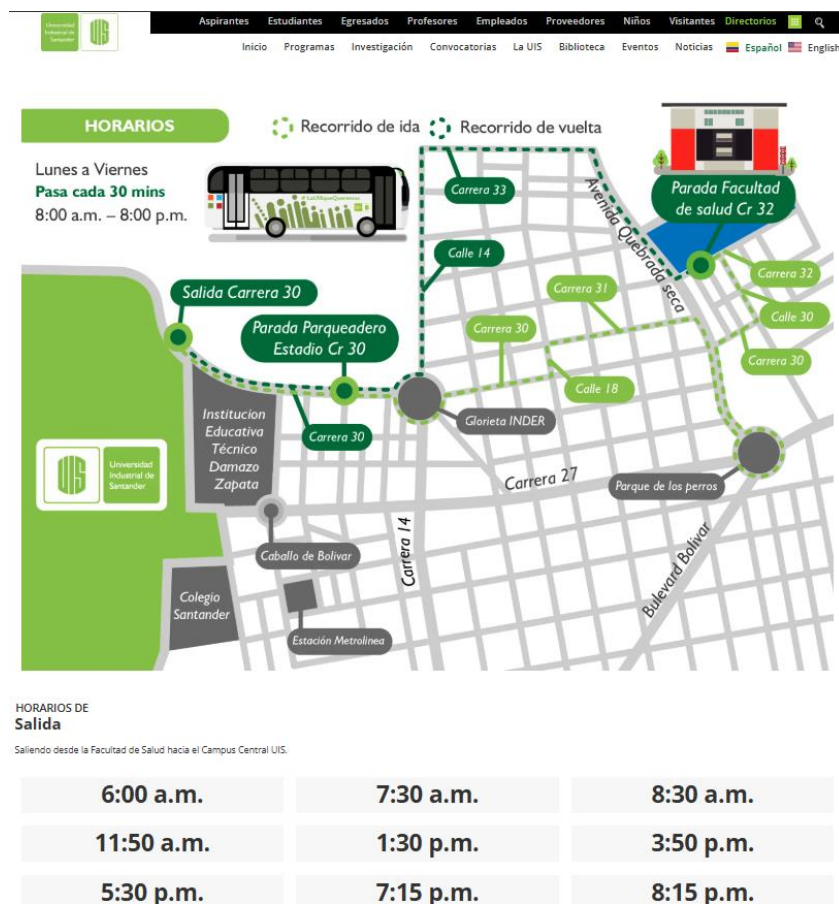 Universidad
Industrial de
Santander
UIS
Aspirantes Estudiantes Egresados Profesores Empleados Proveedores Niños Visitantes Directorios
Inicio Programas Investigación Convocatorias La UIS Biblioteca Eventos Noticias Español English
HORARIOS
Recorrido de ida
Recorrido de vuelta
Lunes a Viernes
Pasa cada 30 mins
8:00 a.m. – 8:00 p.m.
Carrera 33
Avenida Quebrada seca
Parada Facultad
de salud Cr 32
Calle 14
Carrera 32
Salida Carrera 30
Carrera 31
Calle 30
Parada Parqueadero
Estadio Cr 30
Carrera 30
Carrera 30
Calle 18
Institucion
Educativa
Técnico
Damazo
Zapata
Glorieta INDER
Carrera 30
UIS
Universidad
Industrial de
Santander
Carrera 27
Parque de los perros
Caballo de Bolivar
Carrera 14
Bulevard Bolivar
Colegio
Santander
Estación Metrolinea
HORARIOS DE
Salida
Saliendo desde la Facultad de Salud hacia el Campus Central UIS.
6:00 a.m. 7:30 a.m. 8:30 a.m.
11:50 a.m. 1:30 p.m. 3:50 p.m.
5:30 p.m. 7:15 p.m. 8:15 p.m.